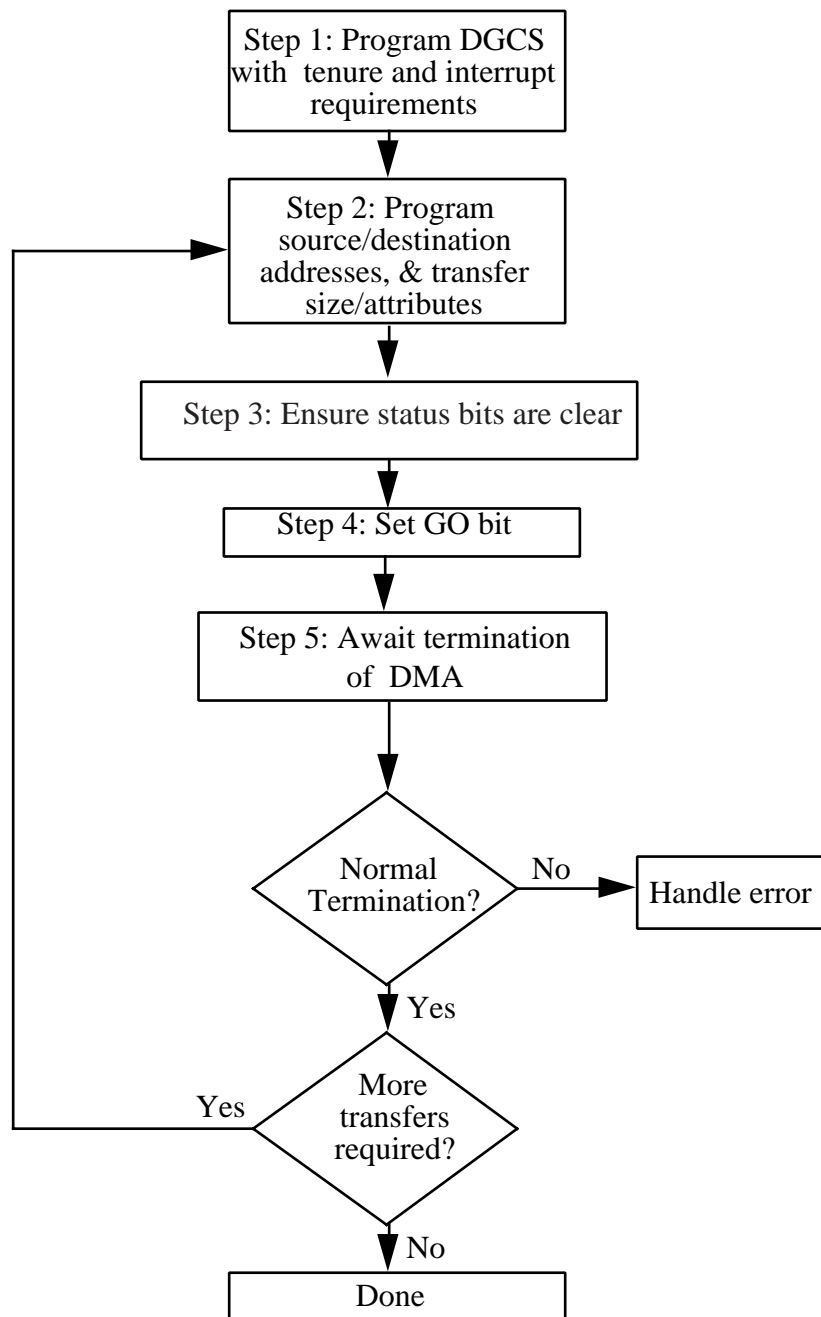 Step 1: Program DGCS
with tenure and interrupt
requirements
Step 2: Program
source/destination
addresses, & transfer
size/attributes
Step 3: Ensure status bits are clear
Step 4: Set GO bit
Step 5: Await termination
of DMA
Normal
Termination?
No
Handle error
Yes
More
transfers
required?
Yes
No
Done